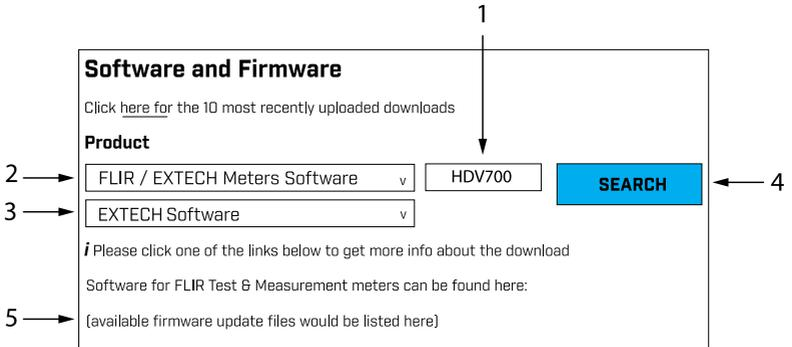 1
Software and Firmware
Click here for the 10 most recently uploaded downloads
Product
2 FLIR / EXTECH Meters Software v HDV700 SEARCH 4
3 EXTECH Software v
i Please click one of the links below to get more info about the download
Software for FLIR Test & Measurement meters can be found here:
5 (available firmware update files would be listed here)